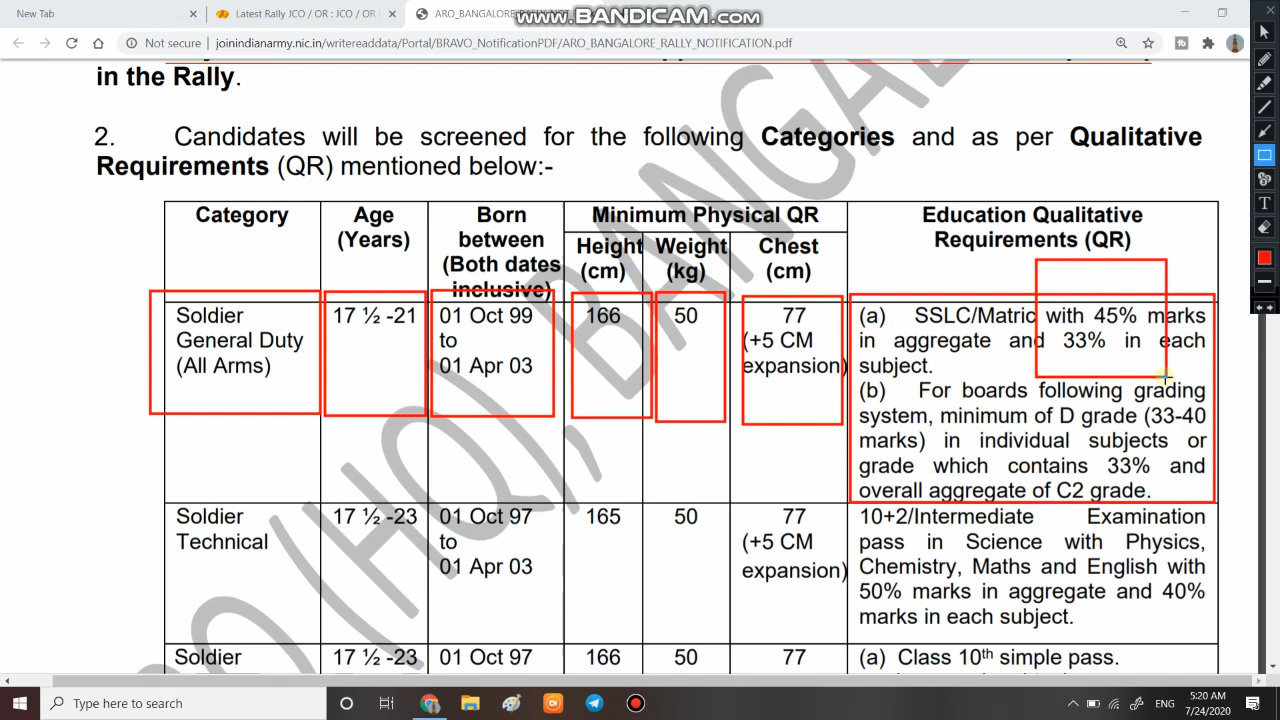 New Tab
Latest Rally JCO / OR : JCO / OR
ARO_BANGALORE
www.BANDICAM.com
Not secure
joinindianarmy.nic.in/writereaddata/Portal/BRAVO_NotificationPDF/ARO_BANGALORE_RALLY_NOTIFICATION.pdf
in the Rally.
2. Candidates will be screened for the following Categories and as per Qualitative
Requirements (QR) mentioned below:-
Category
Age
(Years)
Born
between
(Both dates
inclusive)
Minimum Physical QR
Height
(cm)
Weight
(kg)
Chest
(cm)
Education Qualitative
Requirements (QR)
Soldier
General Duty
(All Arms)
17 ½ -21
01 Oct 99
to
01 Apr 03
166
50
77
(+5 CM
expansion)
(a) SSLC/Matric with 45% marks
in aggregate and 33% in each
subject.
(b) For boards following grading
system, minimum of D grade (33-40
marks) in individual subjects or
grade which contains 33% and
overall aggregate of C2 grade.
Soldier
Technical
17 ½ -23
01 Oct 97
to
01 Apr 03
165
50
77
(+5 CM
expansion)
10+2/Intermediate Examination
pass in Science with Physics,
Chemistry, Maths and English with
50% marks in aggregate and 40%
marks in each subject.
Soldier
17 ½ -23
01 Oct 97
166
50
77
(a) Class 10th simple pass.
(HQ), BANGAL
Type here to search
ENG
5:20 AM
7/24/2020